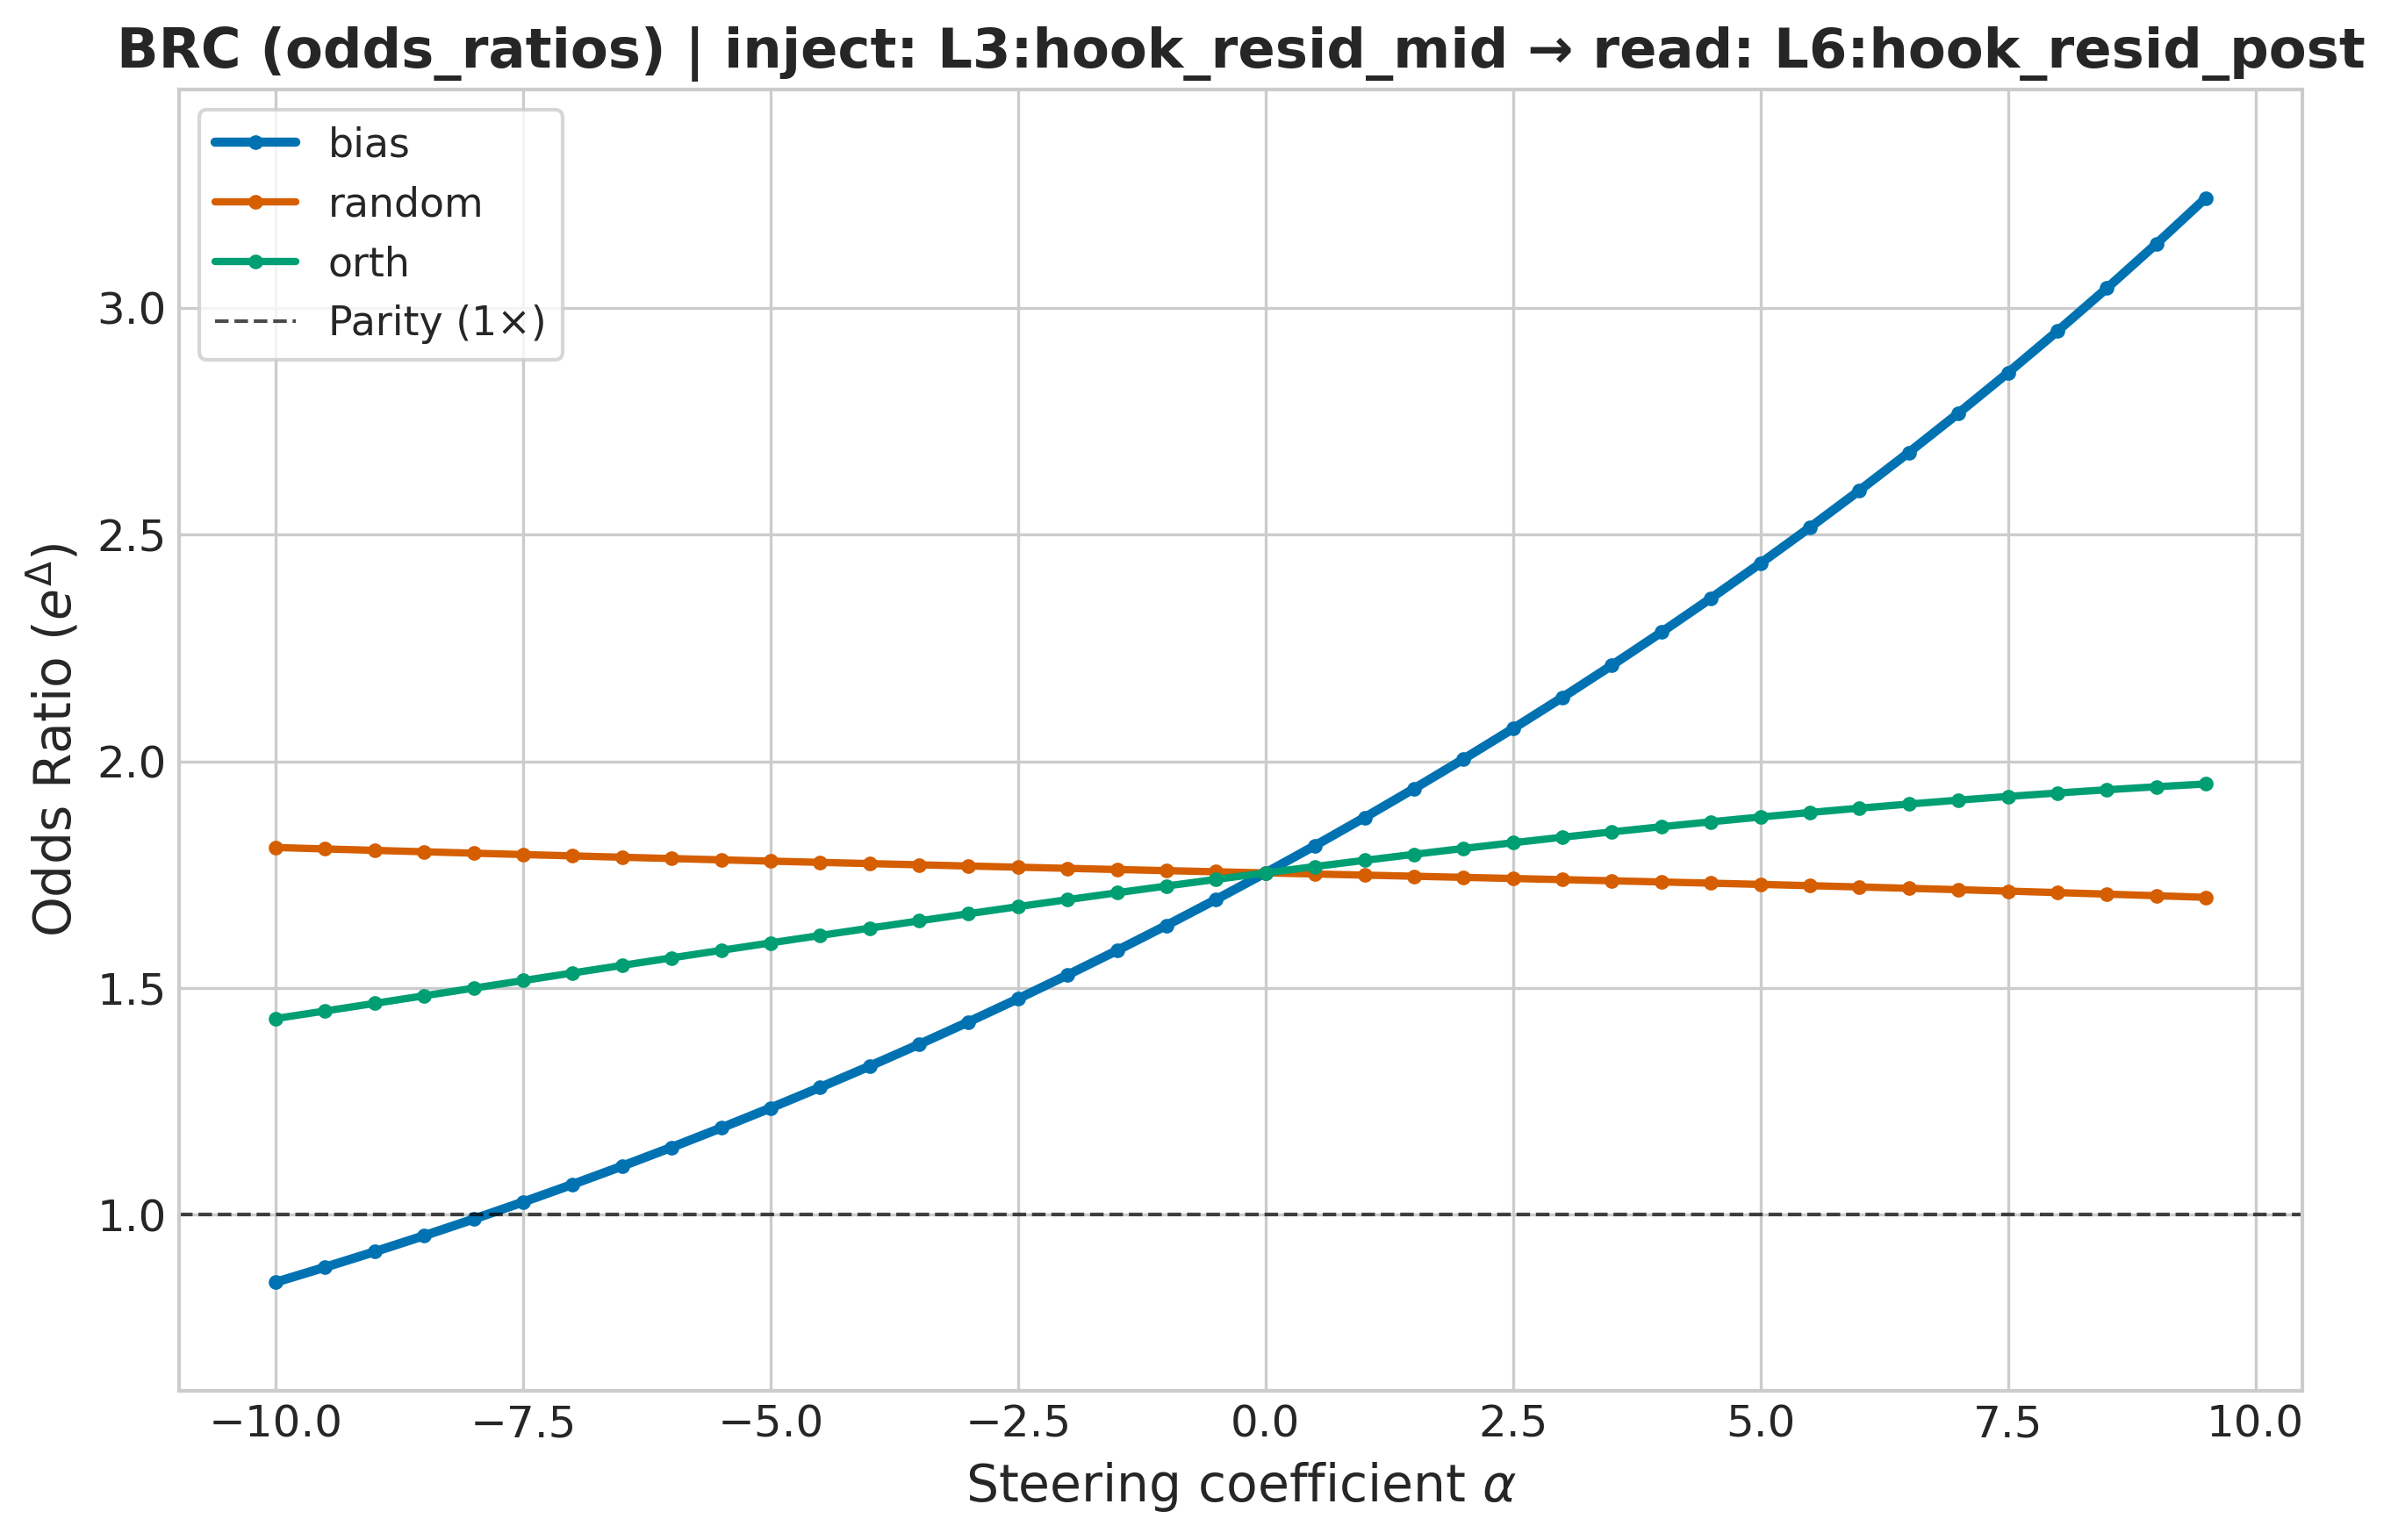 BRC (odds_ratios) | inject: L3:hook_resid_mid → read: L6:hook_resid_post
bias
random
orth
Parity (1×)
Odds Ratio (e^Δ)
3.0
2.5
2.0
1.5
1.0
−10.0 −7.5 −5.0 −2.5 0.0 2.5 5.0 7.5 10.0
Steering coefficient α